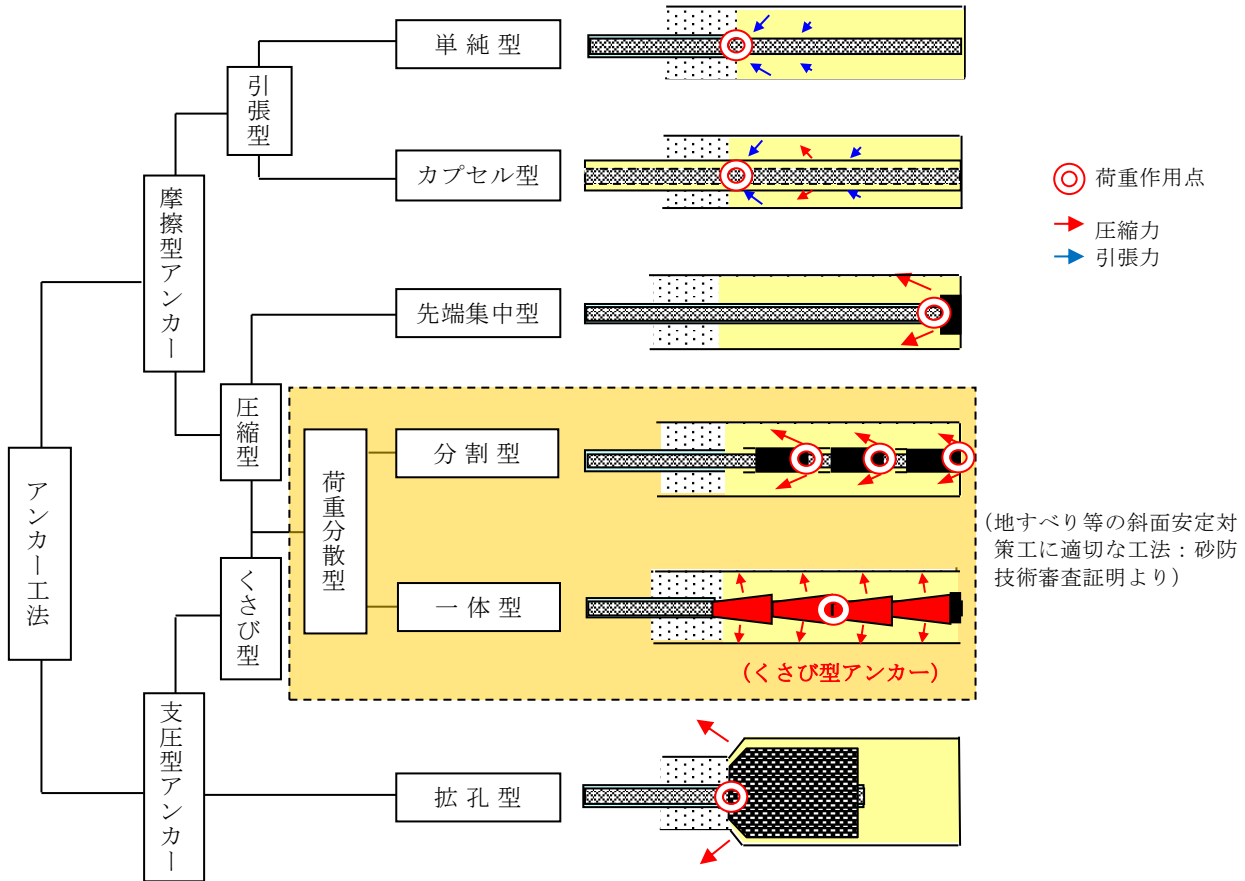 単純型
引張型
カプセル型
荷重作用点
圧縮力
引張力
摩擦型アンカー
先端集中型
圧縮型
分割型
荷重分散型
(地すべり等の斜面安定対
策工に適切な工法：砂防
技術審査証明より)
アンカー工法
くさび型
一体型
(くさび型アンカー)
支圧型アンカー
拡孔型